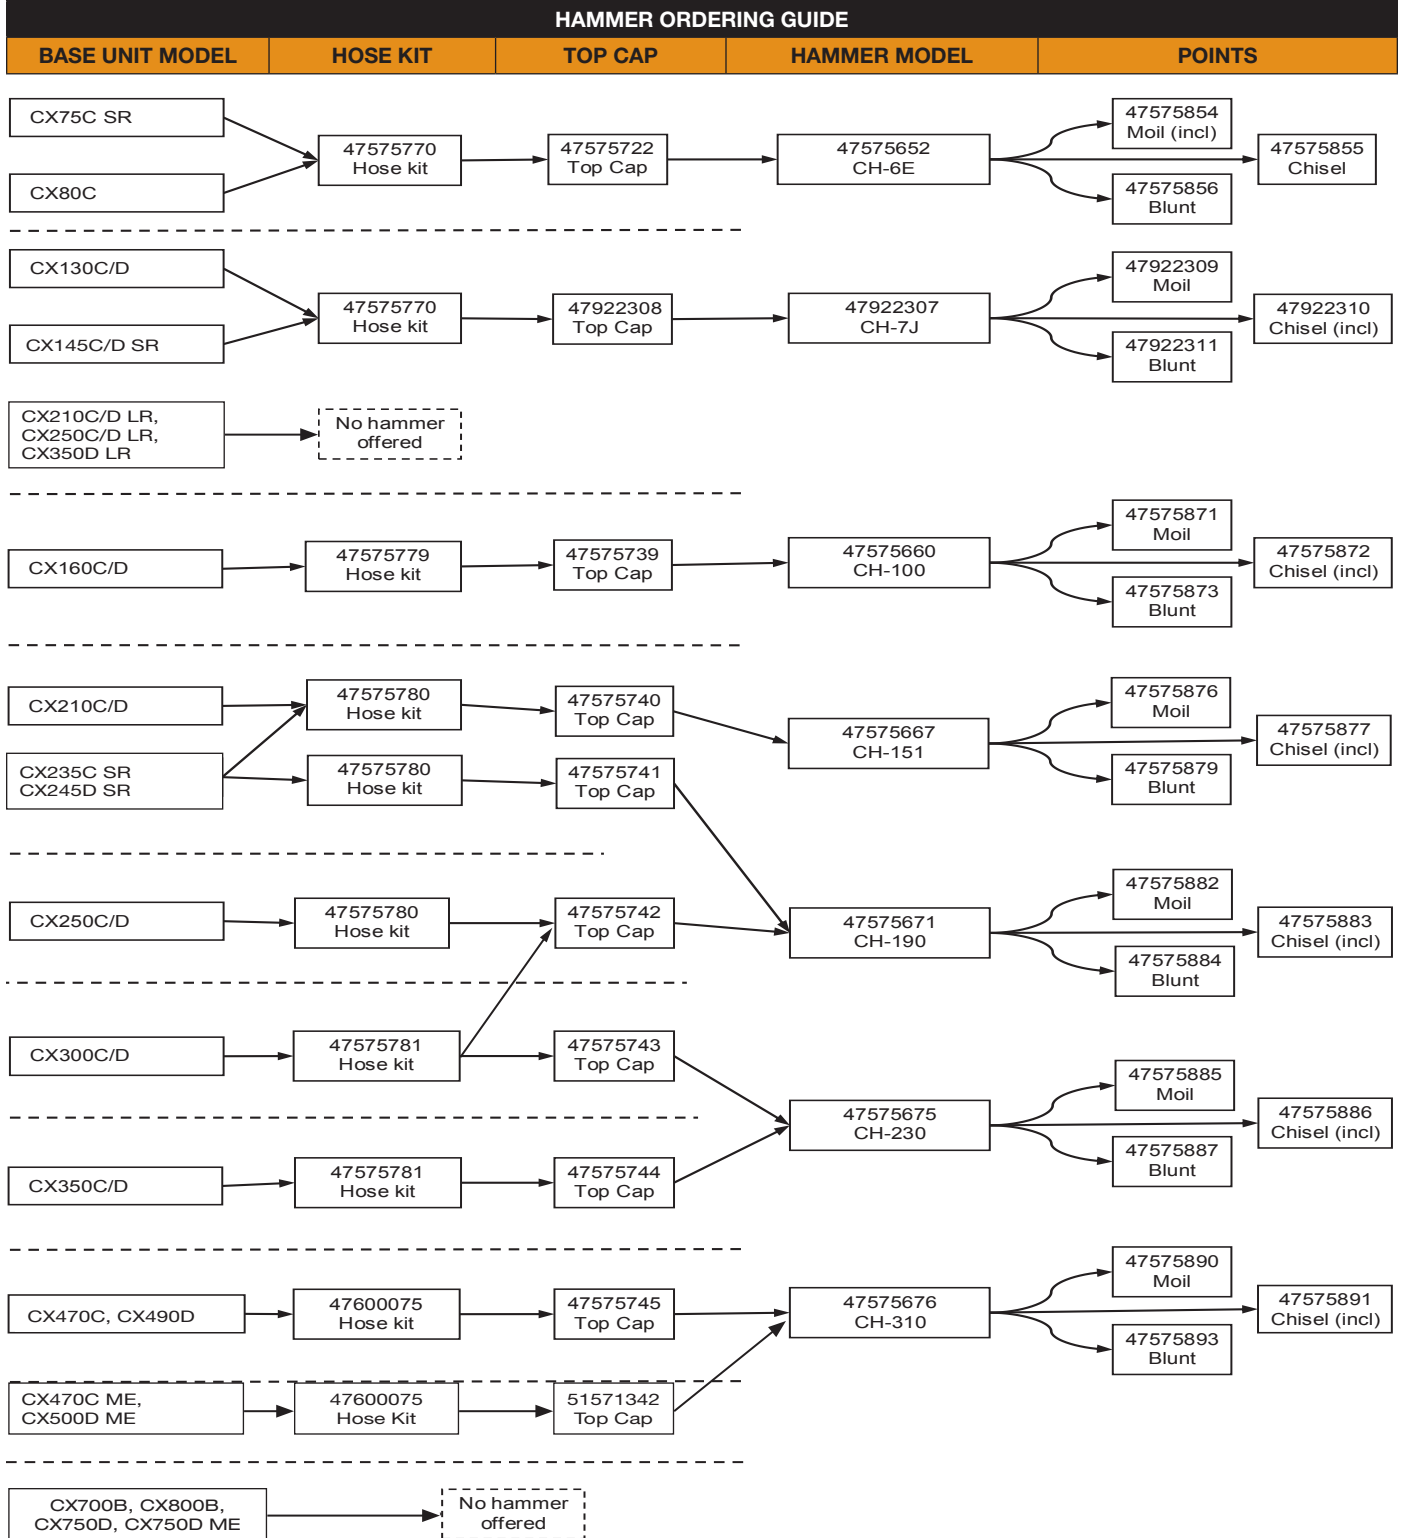 HAMMER ORDERING GUIDE
BASE UNIT MODEL
HOSE KIT
TOP CAP
HAMMER MODEL
POINTS
CX75C SR
CX80C
47575770
Hose kit
47575722
Top Cap
47575652
CH-6E
47575854
Moil (incl)
47575855
Chisel
47575856
Blunt
CX130C/D
CX145C/D SR
47575770
Hose kit
47922308
Top Cap
47922307
CH-7J
47922309
Moil
47922310
Chisel (incl)
47922311
Blunt
CX210C/D LR,
CX250C/D LR,
CX350D LR
No hammer
offered
CX160C/D
47575779
Hose kit
47575739
Top Cap
47575660
CH-100
47575871
Moil
47575872
Chisel (incl)
47575873
Blunt
CX210C/D
47575780
Hose kit
47575740
Top Cap
47575667
CH-151
47575876
Moil
47575877
Chisel (incl)
47575879
Blunt
CX235C SR
CX245D SR
47575780
Hose kit
47575741
Top Cap
CX250C/D
47575780
Hose kit
47575742
Top Cap
47575671
CH-190
47575882
Moil
47575883
Chisel (incl)
47575884
Blunt
CX300C/D
47575781
Hose kit
47575743
Top Cap
47575675
CH-230
47575885
Moil
47575886
Chisel (incl)
47575887
Blunt
CX350C/D
47575781
Hose kit
47575744
Top Cap
CX470C, CX490D
47600075
Hose kit
47575745
Top Cap
47575676
CH-310
47575890
Moil
47575891
Chisel (incl)
47575893
Blunt
CX470C ME,
CX500D ME
47600075
Hose Kit
51571342
Top Cap
CX700B, CX800B,
CX750D, CX750D ME
No hammer
offered